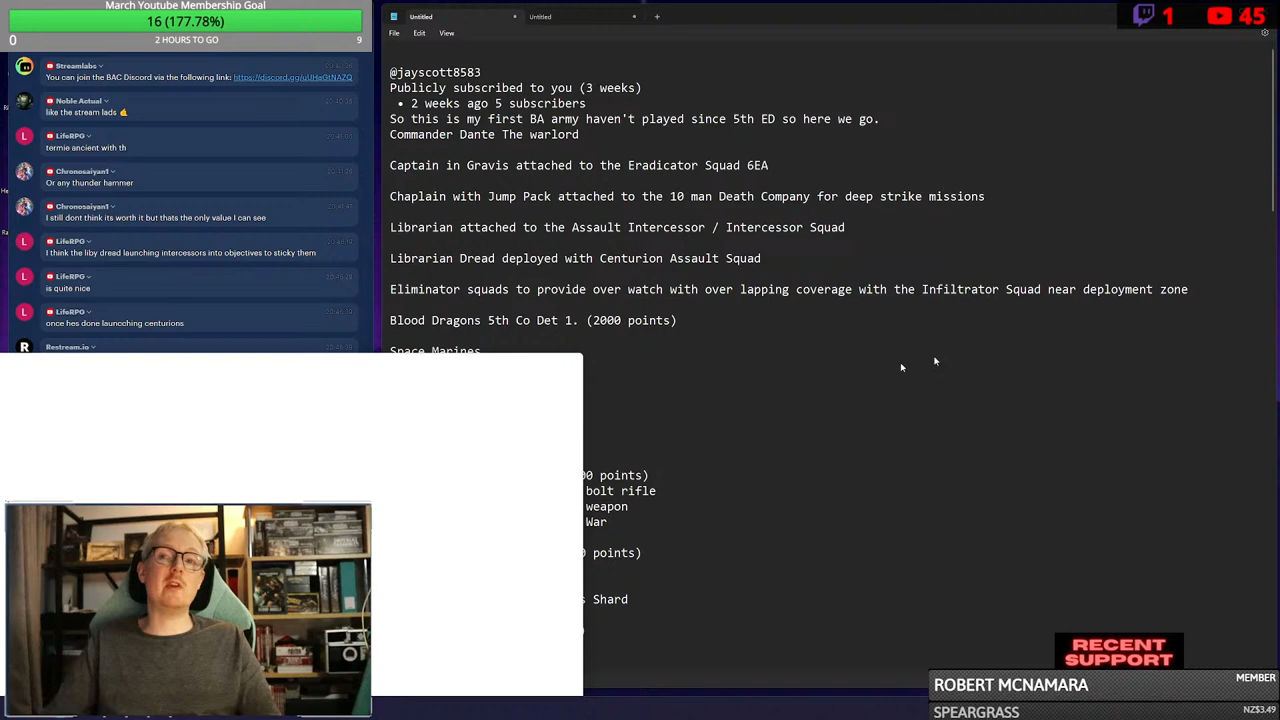 March Youtube Membership Goal
16 (177.78%)
0
2 HOURS TO GO
9
Streamlabs
You can join the BAC Discord via the following link: https://discord.gg/uUHaGtNAZQ
Noble Actual
like the stream lads
LifeRPG
termie ancient with th
Chronosaiyan1
Or any thunder hammer
Chronosaiyan1
I still dont think its worth it but thats the only value I can see
LifeRPG
I think the liby dread launching intercessors into objectives to sticky them
LifeRPG
is quite nice
LifeRPG
once hes done launcching centurions
Restream.io
Untitled
Untitled
File Edit View
1
45
@jayscott8583
Publicly subscribed to you (3 weeks)
• 2 weeks ago 5 subscribers
So this is my first BA army haven't played since 5th ED so here we go.
Commander Dante The warlord
Captain in Gravis attached to the Eradicator Squad 6EA
Chaplain with Jump Pack attached to the 10 man Death Company for deep strike missions
Librarian attached to the Assault Intercessor / Intercessor Squad
Librarian Dread deployed with Centurion Assault Squad
Eliminator squads to provide over watch with over lapping coverage with the Infiltrator Squad near deployment zone
Blood Dragons 5th Co Det 1. (2000 points)
Space Marines
points)
bolt rifle
weapon
War
points)
Shard
RECENT
SUPPORT
ROBERT MCNAMARA
MEMBER
SPEARGRASS
NZ$3.49